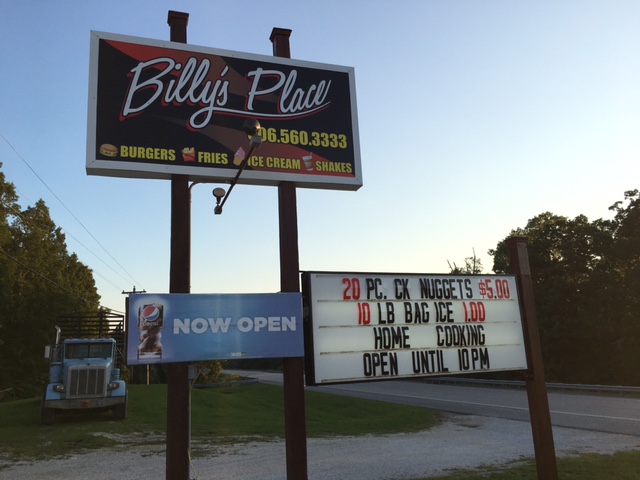 Billy's Place
06.560.3333
BURGERS FRIES ICE CREAM SHAKES
NOW OPEN
20 PC. CK NUGGETS $5.00
10 LB BAG ICE 1.00
HOME COOKING
OPEN UNTIL 10PM